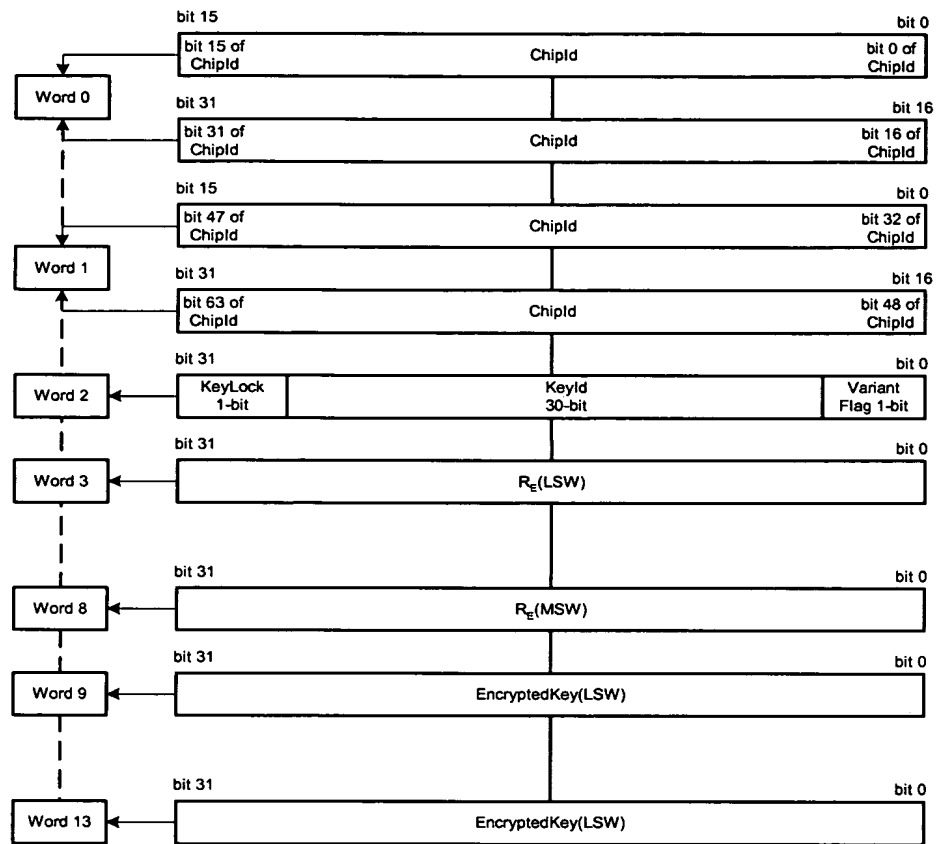 bit 15 bit 0
bit 15 of ChipId bit 0 of
ChipId ChipId
Word 0
bit 31 bit 16
bit 31 of ChipId bit 16 of
ChipId ChipId
bit 15 bit 0
bit 47 of ChipId bit 32 of
ChipId ChipId
Word 1
bit 31 bit 16
bit 63 of ChipId bit 48 of
ChipId ChipId
bit 31 bit 0
Word 2 KeyLock KeyId Variant
1-bit 30-bit Flag 1-bit
bit 31 bit 0
Word 3 R_E(LSW)
bit 31 bit 0
Word 8 R_E(MSW)
bit 31 bit 0
Word 9 EncryptedKey(LSW)
bit 31 bit 0
Word 13 EncryptedKey(LSW)